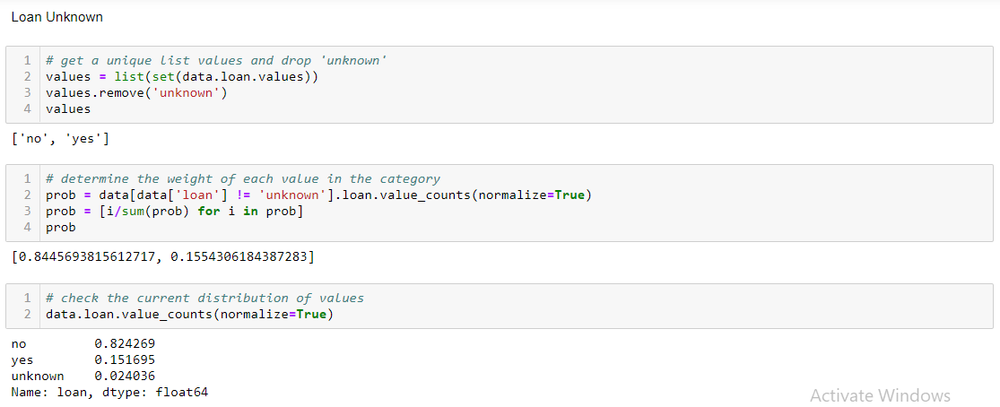 Loan Unknown
1 # get a unique list values and drop 'unknown'
2 values = list(set(data.loan.values))
3 values.remove('unknown')
4 values
['no', 'yes']
1 # determine the weight of each value in the category
2 prob = data[data['loan'] != 'unknown'].loan.value_counts(normalize=True)
3 prob = [i/sum(prob) for i in prob]
4 prob
[0.8445693815612717, 0.1554306184387283]
1 # check the current distribution of values
2 data.loan.value_counts(normalize=True)
no 0.824269
yes 0.151695
unknown 0.024036
Name: loan, dtype: float64
Activate Windows